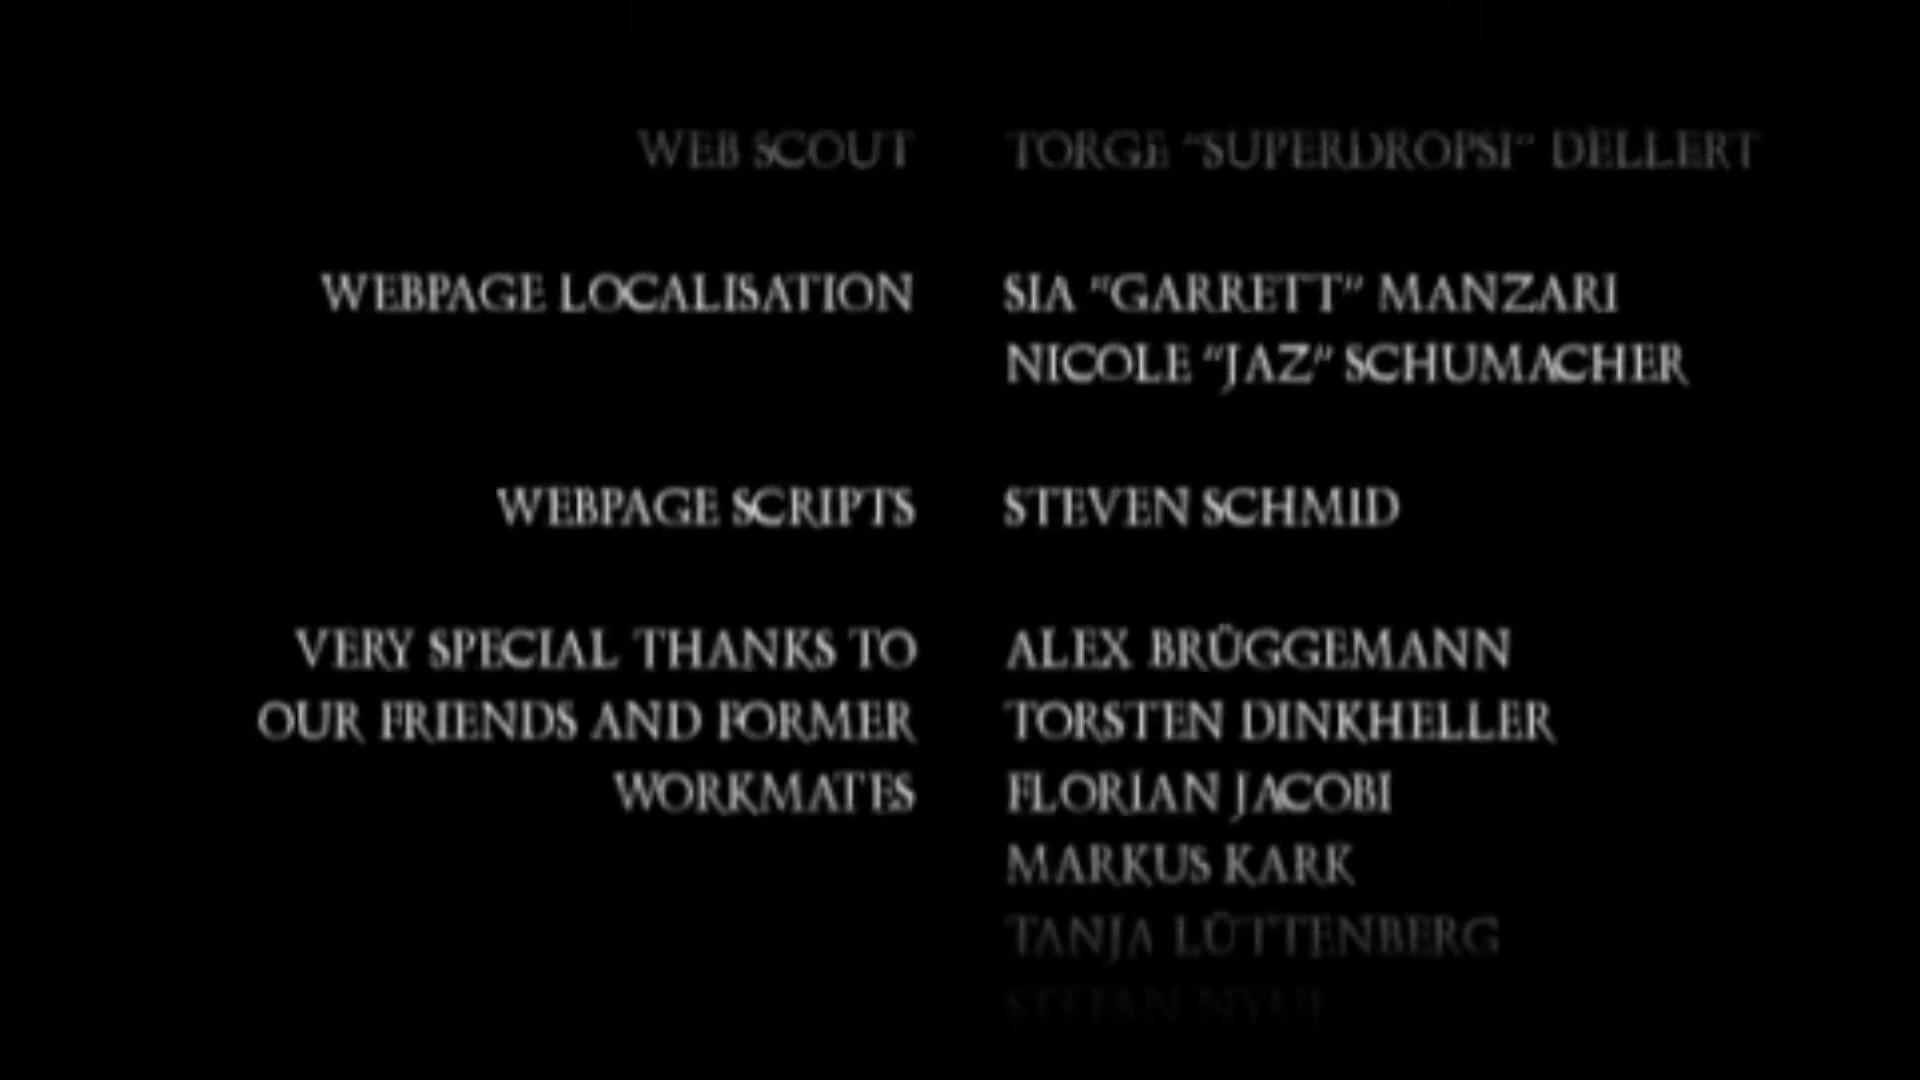 WEB SCOUT TORGE "SUPERDROPSI" DELLERT
WEBPAGE LOCALISATION SIA "GARRETT" MANZARI
NICOLE "JAZ" SCHUMACHER
WEBPAGE SCRIPTS STEVEN SCHMID
VERY SPECIAL THANKS TO ALEX BRÜGGEMANN
OUR FRIENDS AND FORMER TORSTEN DINKHELLER
WORKMATES FLORIAN JACOBI
MARKUS KARK
TANJA LÜTTENBERG
STEFAN